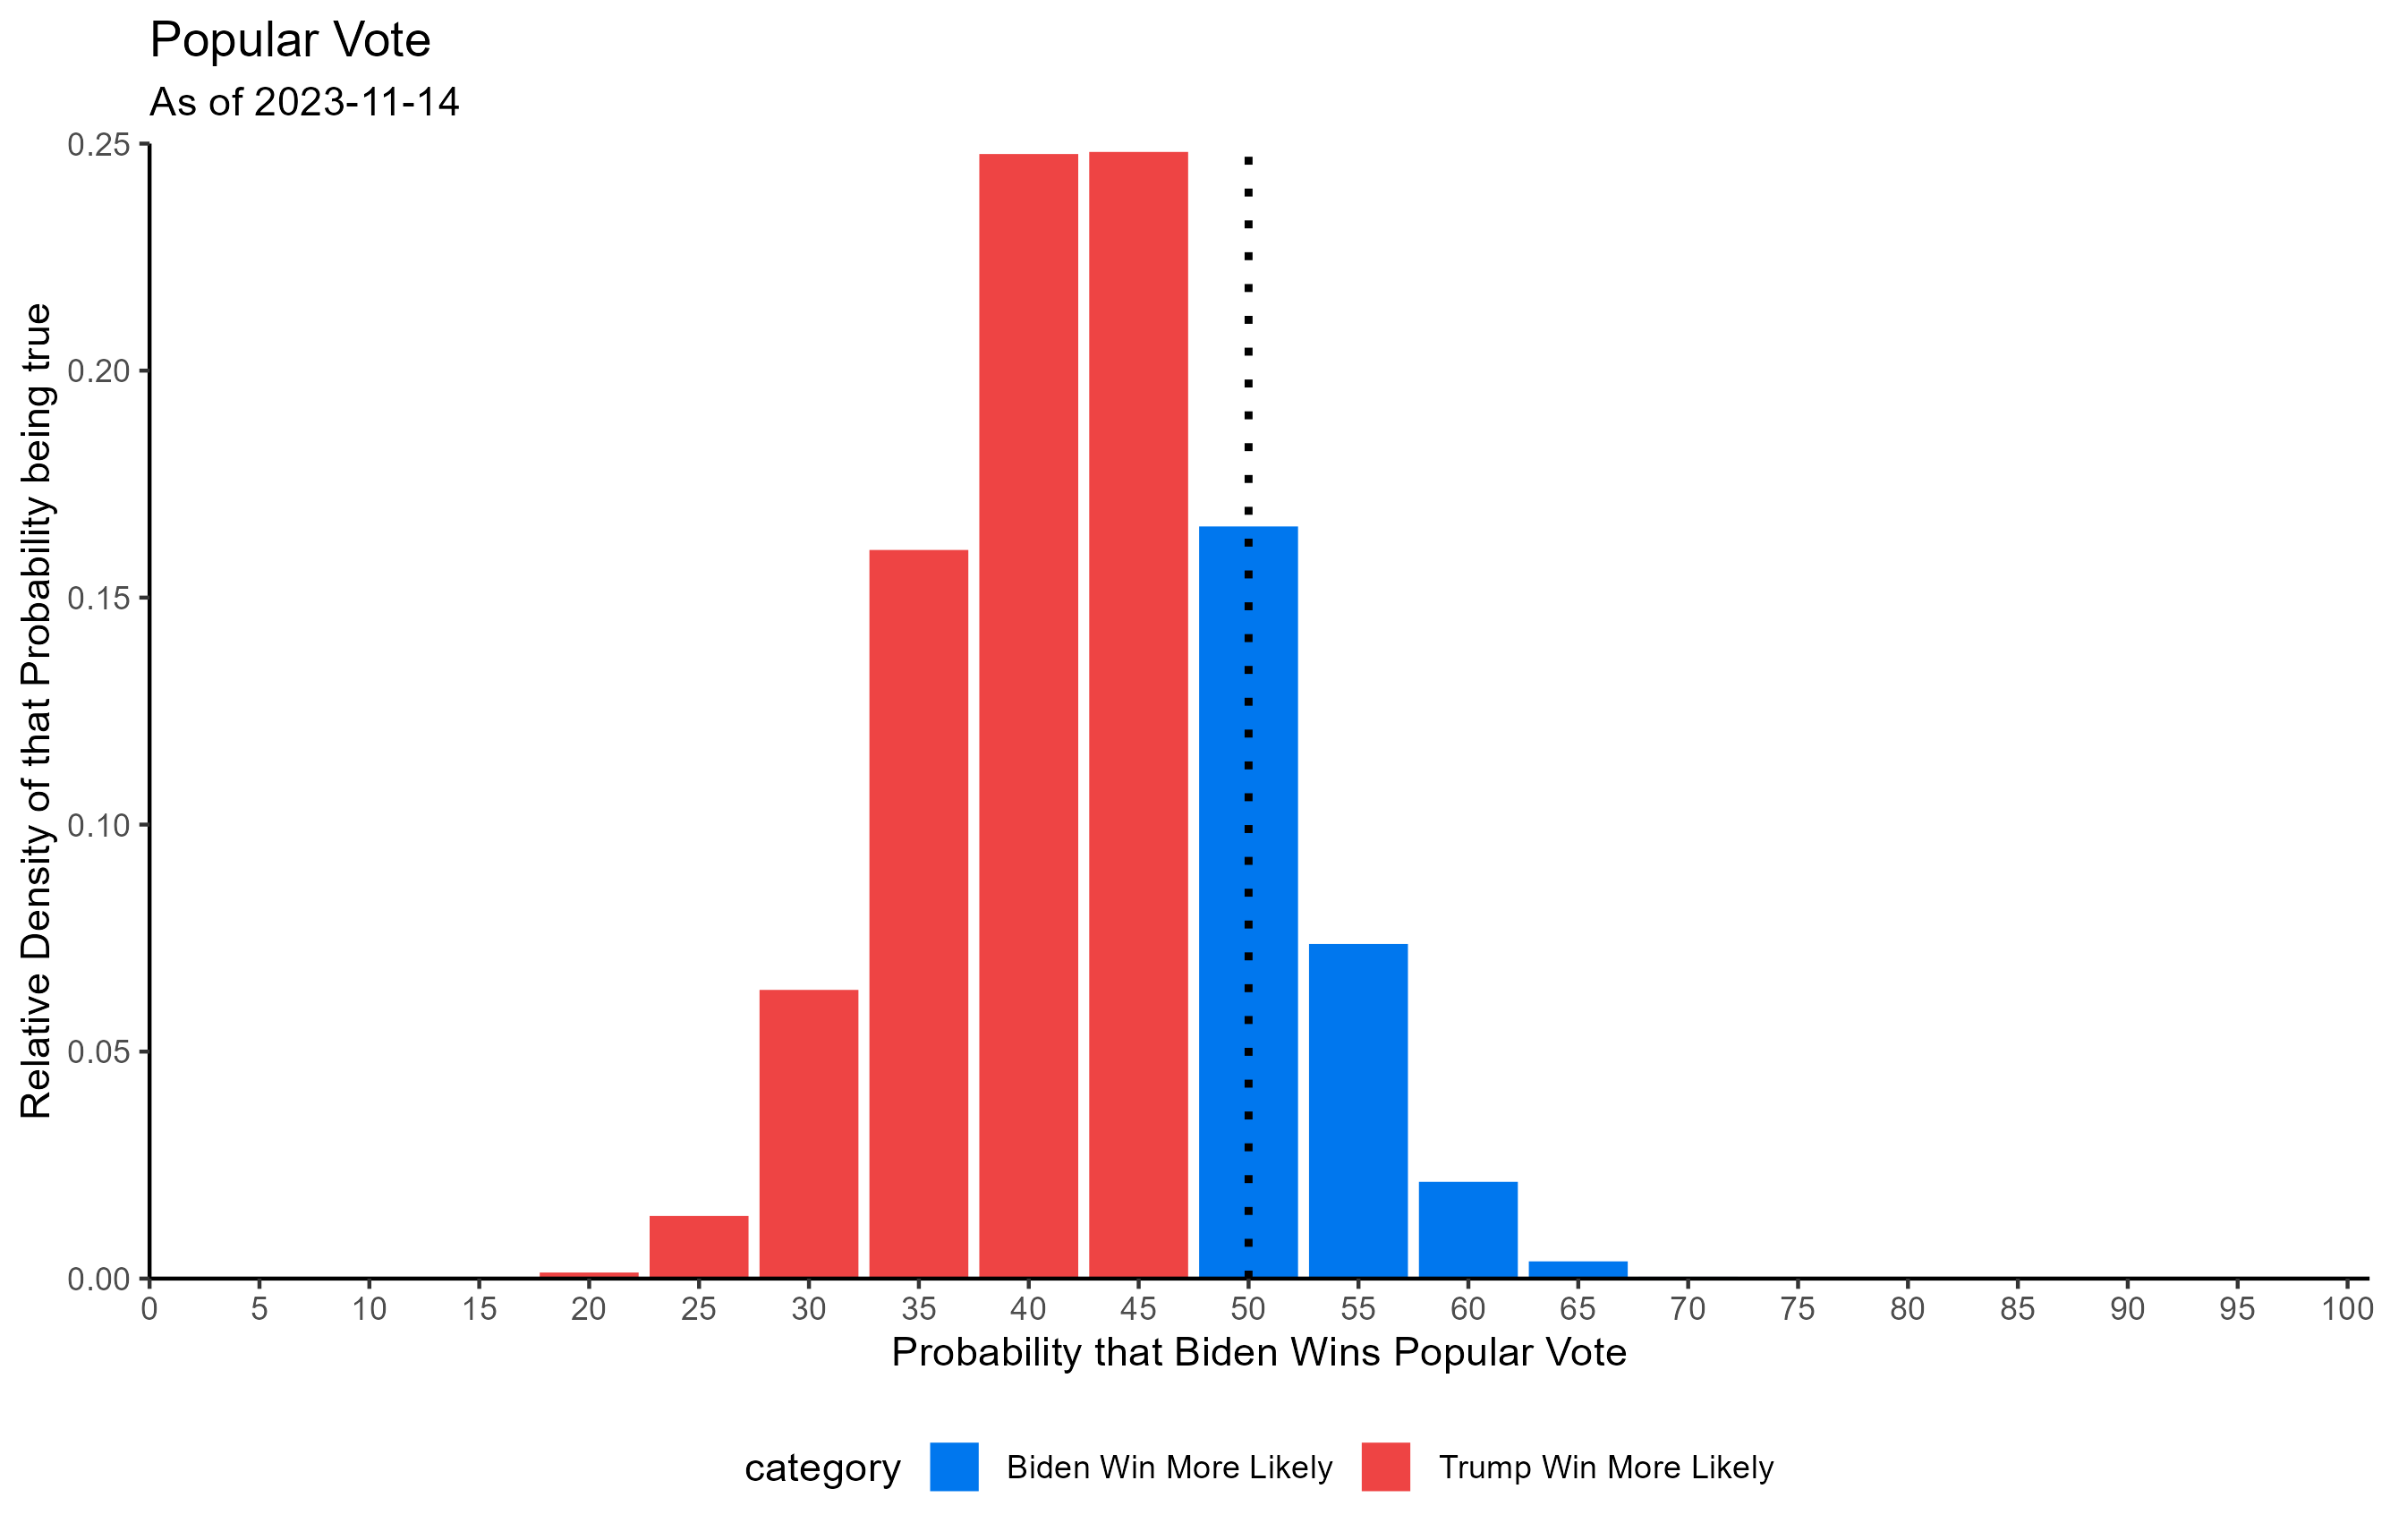 Popular Vote
As of 2023-11-14
Relative Density of that Probability being true
0.25
0.20
0.15
0.10
0.05
0.00
0 5 10 15 20 25 30 35 40 45 50 55 60 65 70 75 80 85 90 95 100
Probability that Biden Wins Popular Vote
category Biden Win More Likely Trump Win More Likely